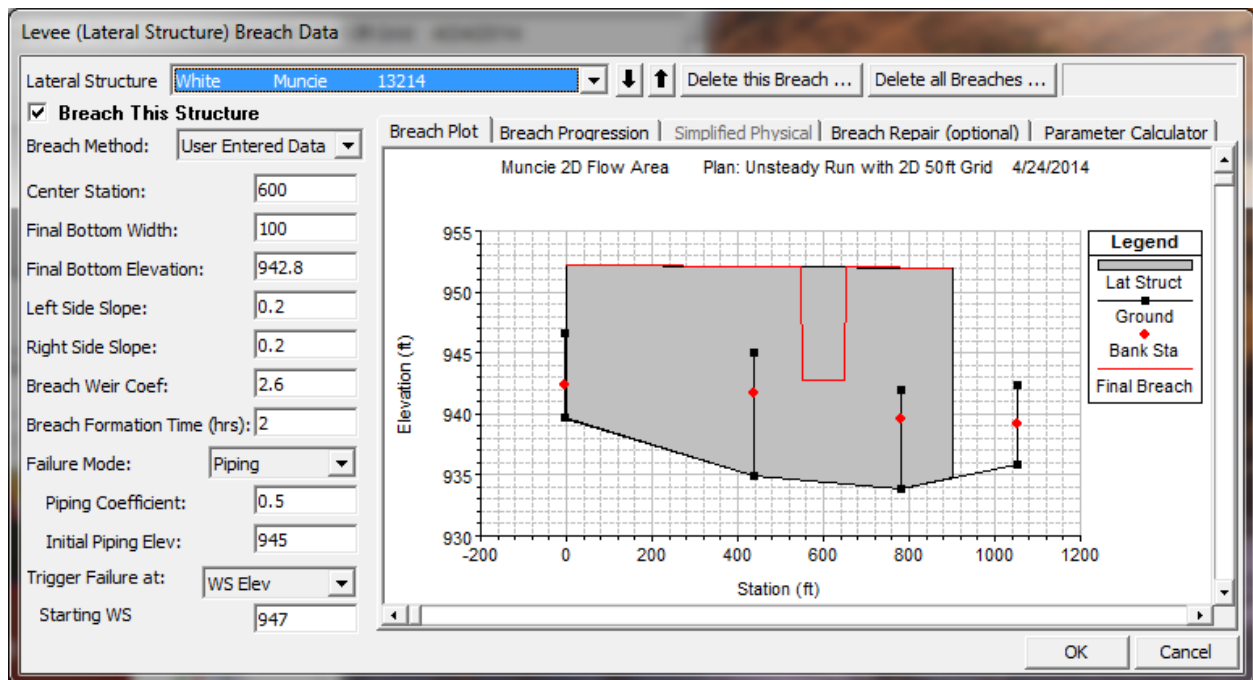 Levee (Lateral Structure) Breach Data
Lateral Structure White Muncie 13214 Delete this Breach ... Delete all Breaches ...
Breach This Structure
Breach Method: User Entered Data
Center Station: 600
Final Bottom Width: 100
Final Bottom Elevation: 942.8
Left Side Slope: 0.2
Right Side Slope: 0.2
Breach Weir Coef: 2.6
Breach Formation Time (hrs): 2
Failure Mode: Piping
Piping Coefficient: 0.5
Initial Piping Elev: 945
Trigger Failure at: WS Elev
Starting WS 947
Breach Plot Breach Progression Simplified Physical Breach Repair (optional) Parameter Calculator
Muncie 2D Flow Area Plan: Unsteady Run with 2D 50ft Grid 4/24/2014
955
950
945
940
935
930
Elevation (ft)
-200 0 200 400 600 800 1000 1200
Station (ft)
Legend
Lat Struct
Ground
Bank Sta
Final Breach
OK Cancel